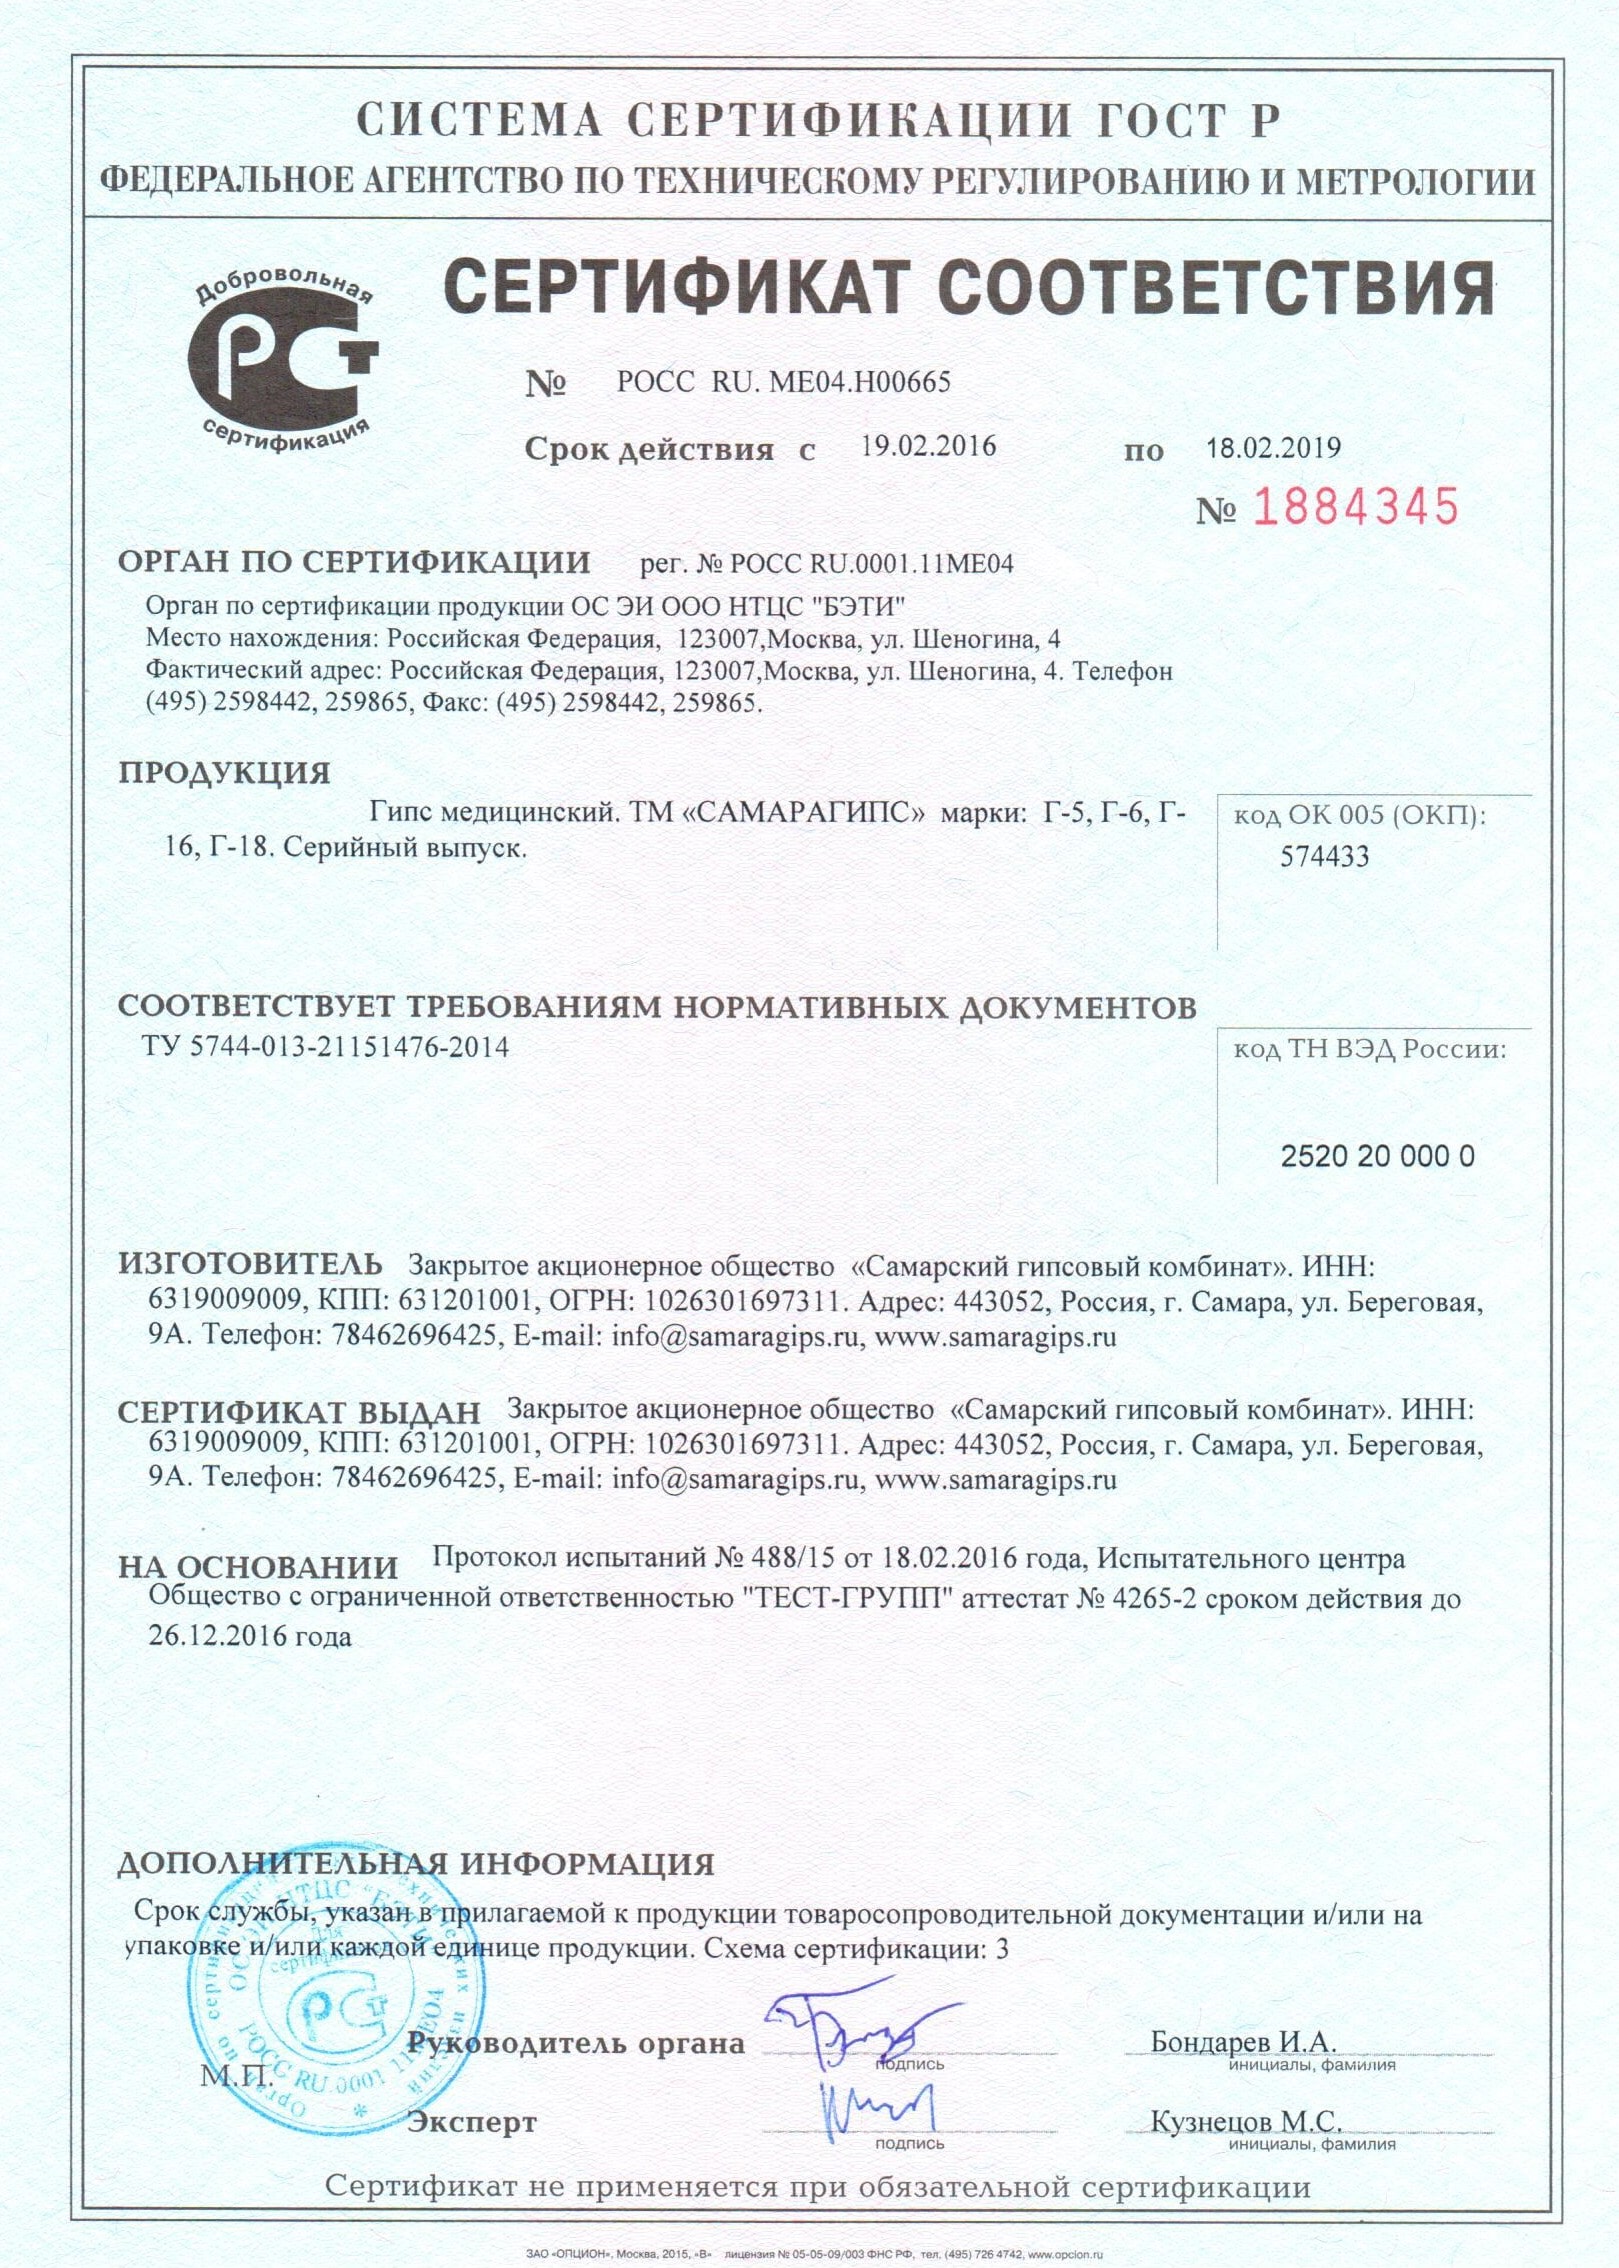 СИСТЕМА СЕРТИФИКАЦИИ ГОСТ Р
ФЕДЕРАЛЬНОЕ АГЕНТСТВО ПО ТЕХНИЧЕСКОМУ РЕГУЛИРОВАНИЮ И МЕТРОЛОГИИ
Добровольная
РСТ
сертификация
СЕРТИФИКАТ СООТВЕТСТВИЯ
№ РОСС RU. МЕ04.Н00665
Срок действия с 19.02.2016 по 18.02.2019
№ 1884345
ОРГАН ПО СЕРТИФИКАЦИИ рег. № РОСС RU.0001.11МЕ04
Орган по сертификации продукции ОС ЭИ ООО НТЦС "БЭТИ"
Место нахождения: Российская Федерация, 123007,Москва, ул. Шеногина, 4
Фактический адрес: Российская Федерация, 123007,Москва, ул. Шеногина, 4. Телефон
(495) 2598442, 259865, Факс: (495) 2598442, 259865.
ПРОДУКЦИЯ
Гипс медицинский. ТМ «САМАРАГИПС» марки: Г-5, Г-6, Г-
16, Г-18. Серийный выпуск.
код ОК 005 (ОКП):
574433
СООТВЕТСТВУЕТ ТРЕБОВАНИЯМ НОРМАТИВНЫХ ДОКУМЕНТОВ
ТУ 5744-013-21151476-2014
код ТН ВЭД России:
2520 20 000 0
ИЗГОТОВИТЕЛЬ Закрытое акционерное общество «Самарский гипсовый комбинат». ИНН:
6319009009, КПП: 631201001, ОГРН: 1026301697311. Адрес: 443052, Россия, г. Самара, ул. Береговая,
9А. Телефон: 78462696425, E-mail: info@samaragips.ru, www.samaragips.ru
СЕРТИФИКАТ ВЫДАН Закрытое акционерное общество «Самарский гипсовый комбинат». ИНН:
6319009009, КПП: 631201001, ОГРН: 1026301697311. Адрес: 443052, Россия, г. Самара, ул. Береговая,
9А. Телефон: 78462696425, E-mail: info@samaragips.ru, www.samaragips.ru
НА ОСНОВАНИИ Протокол испытаний № 488/15 от 18.02.2016 года, Испытательного центра
Общество с ограниченной ответственностью "ТЕСТ-ГРУПП" аттестат № 4265-2 сроком действия до
26.12.2016 года
ДОПОЛНИТЕЛЬНАЯ ИНФОРМАЦИЯ
Срок службы, указан в прилагаемой к продукции товаросопроводительной документации и/или на
упаковке и/или каждой единице продукции. Схема сертификации: 3
Руководитель органа
подпись
Бондарев И.А.
инициалы, фамилия
М.П.
Эксперт
подпись
Кузнецов М.С.
инициалы, фамилия
Сертификат не применяется при обязательной сертификации
ЗАО «ОПЦИОН», Москва, 2015, «В» лицензия № 05-05-09/003 ФНС РФ, тел. (495) 726 4742, www.opcion.ru